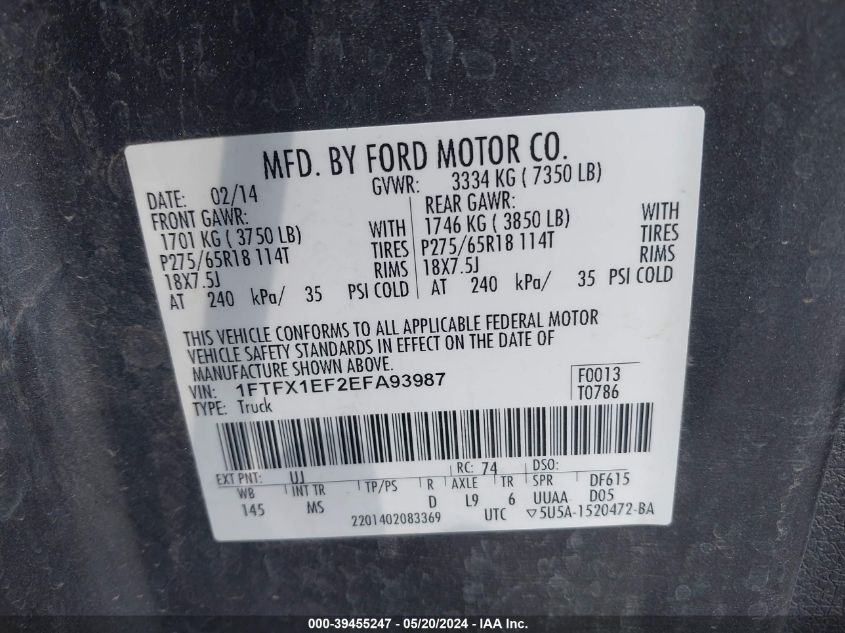 MFD. BY FORD MOTOR CO.
DATE: 02/14 GVWR: 3334 KG ( 7350 LB)
FRONT GAWR: REAR GAWR:
1701 KG ( 3750 LB) WITH 1746 KG ( 3850 LB) WITH
P275/65R18 114T TIRES P275/65R18 114T TIRES
18X7.5J RIMS 18X7.5J RIMS
AT 240 kPa/ 35 PSI COLD AT 240 kPa/ 35 PSI COLD
THIS VEHICLE CONFORMS TO ALL APPLICABLE FEDERAL MOTOR
VEHICLE SAFETY STANDARDS IN EFFECT ON THE DATE OF
MANUFACTURE SHOWN ABOVE.
VIN: 1FTFX1EF2EFA93987 F0013
TYPE: Truck T0786
EXT PNT: UJ RC: 74 DSO:
WB INT TR TP/PS R AXLE TR SPR DF615
145 MS D L9 6 UUAA D05
2201402083369 UTC ▽5U5A-1520472-BA
000-39455247 - 05/20/2024 - IAA Inc.